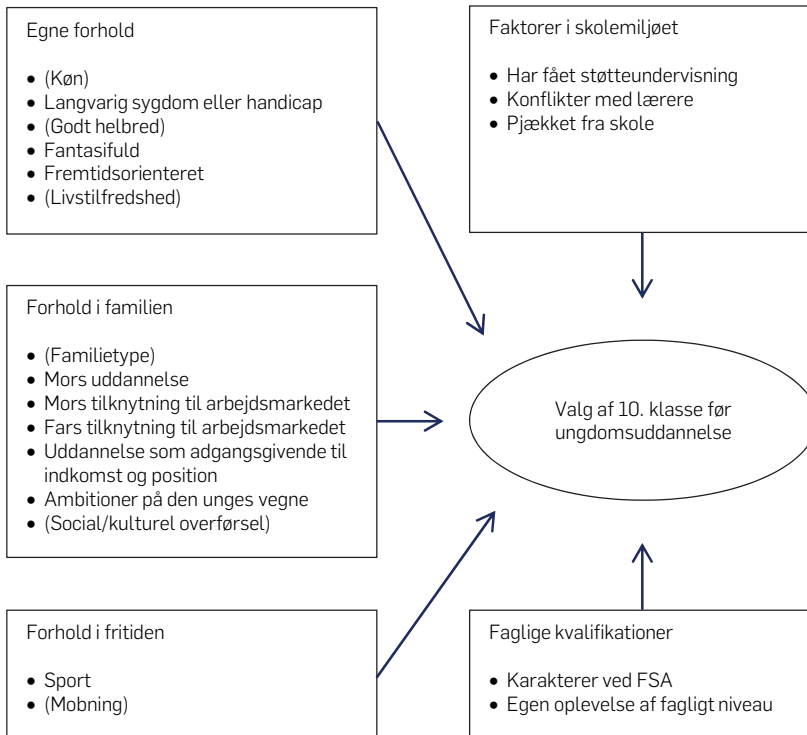 Egne forhold
• (Køn)
• Langvarig sygdom eller handicap
• (Godt helbred)
• Fantasifuld
• Fremtidsorienteret
• (Livstilfredshed)
Faktorer i skolemiljøet
• Har fået støtteundervisning
• Konflikter med lærere
• Pjækket fra skole
Forhold i familien
• (Familietype)
• Mors uddannelse
• Mors tilknytning til arbejdsmarkedet
• Fars tilknytning til arbejdsmarkedet
• Uddannelse som adgangsgivende til
indkomst og position
• Ambitioner på den unges vegne
• (Social/kulturel overførsel)
Valg af 10. klasse før
ungdomsuddannelse
Forhold i fritiden
• Sport
• (Mobning)
Faglige kvalifikationer
• Karakterer ved FSA
• Egen oplevelse af fagligt niveau